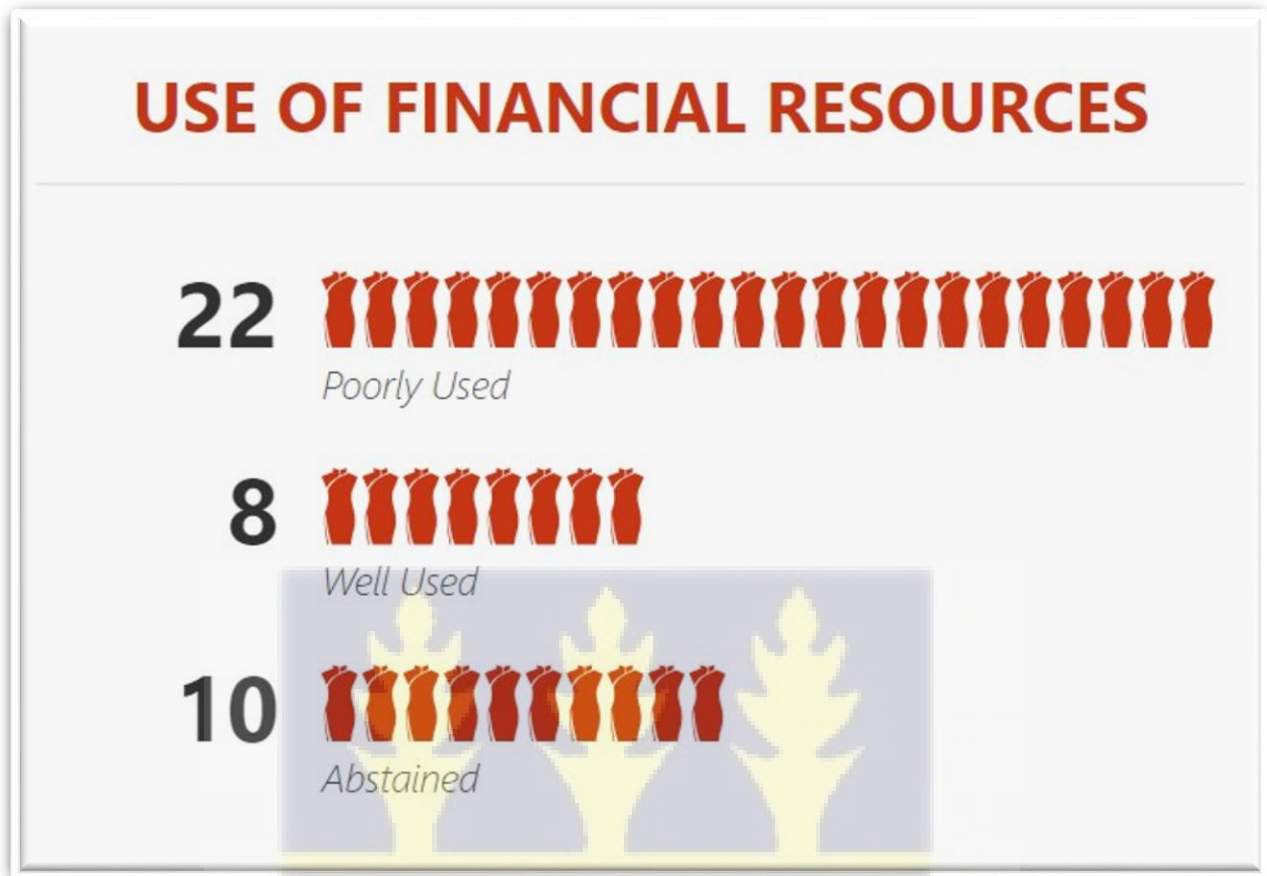 USE OF FINANCIAL RESOURCES
22
Poorly Used
8
Well Used
10
Abstained